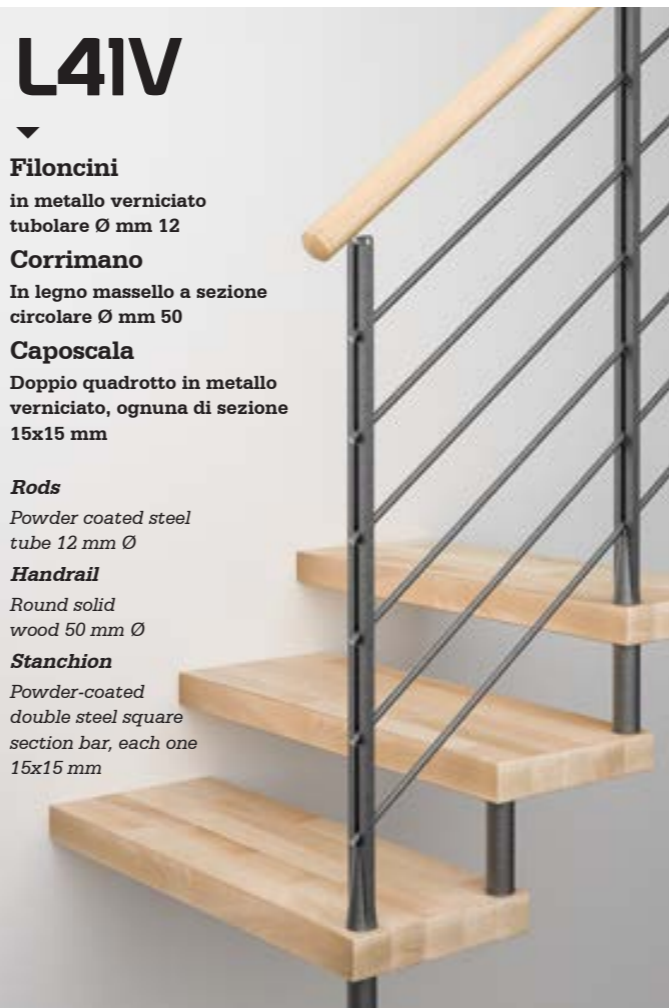 L41V
Filoncini
in metallo verniciato
tubolare Ø mm 12
Corrimano
In legno massello a sezione
circolare Ø mm 50
Caposcala
Doppio quadrotto in metallo
verniciato, ognuna di sezione
15x15 mm
Rods
Powder coated steel
tube 12 mm Ø
Handrail
Round solid
wood 50 mm Ø
Stanchion
Powder-coated
double steel square
section bar, each one
15x15 mm